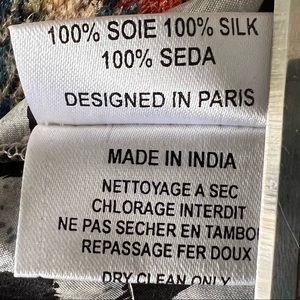 100% SOIE 100% SILK
100% SEDA
DESIGNED IN PARIS
MADE IN INDIA
NETTOYAGE A SEC
CHLORAGE INTERDIT
NE PAS SECHER EN TAMBO
REPASSAGE FER DOUX
DRY CLEAN ONLY